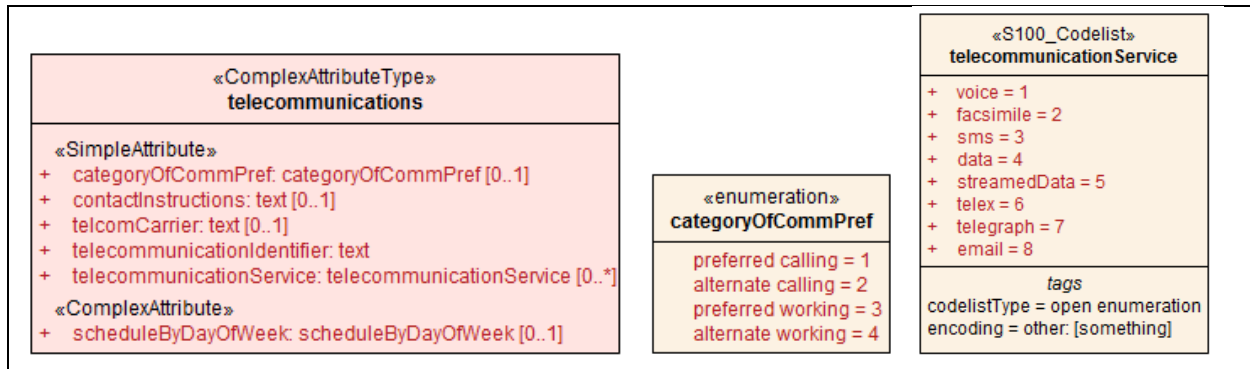 «ComplexAttributeType»
telecommunications
«SimpleAttribute»
+ categoryOfCommPref: categoryOfCommPref [0..1]
+ contactInstructions: text [0..1]
+ telcomCarrier: text [0..1]
+ telecommunicationIdentifier: text
+ telecommunicationService: telecommunicationService [0..*]
«ComplexAttribute»
+ scheduleByDayOfWeek: scheduleByDayOfWeek [0..1]
«enumeration»
categoryOfCommPref
preferred calling = 1
alternate calling = 2
preferred working = 3
alternate working = 4
«S100_Codelist»
telecommunicationService
+ voice = 1
+ facsimile = 2
+ sms = 3
+ data = 4
+ streamedData = 5
+ telex = 6
+ telegraph = 7
+ email = 8
tags
codelistType = open enumeration
encoding = other: [something]